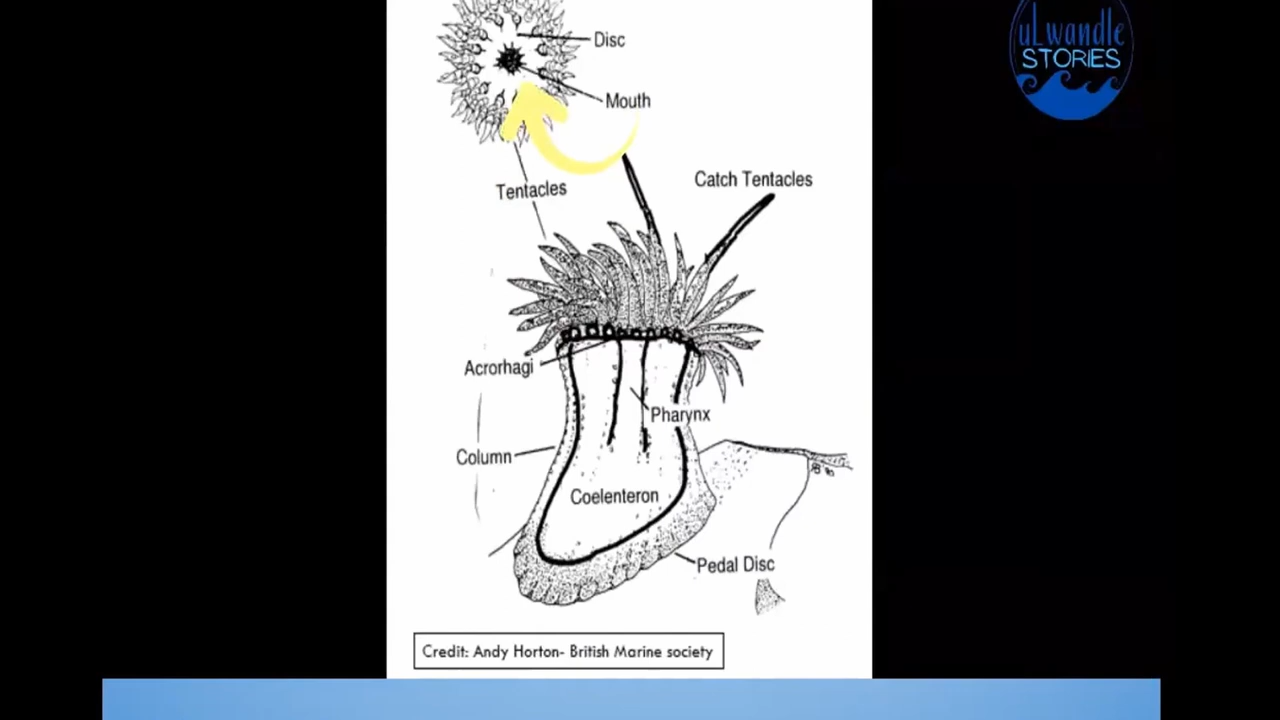 uLwandle
STORIES
Disc
Mouth
Catch Tentacles
Tentacles
Acrorhagi
Pharynx
Column
Coelenteron
Pedal Disc
Credit: Andy Horton- British Marine society